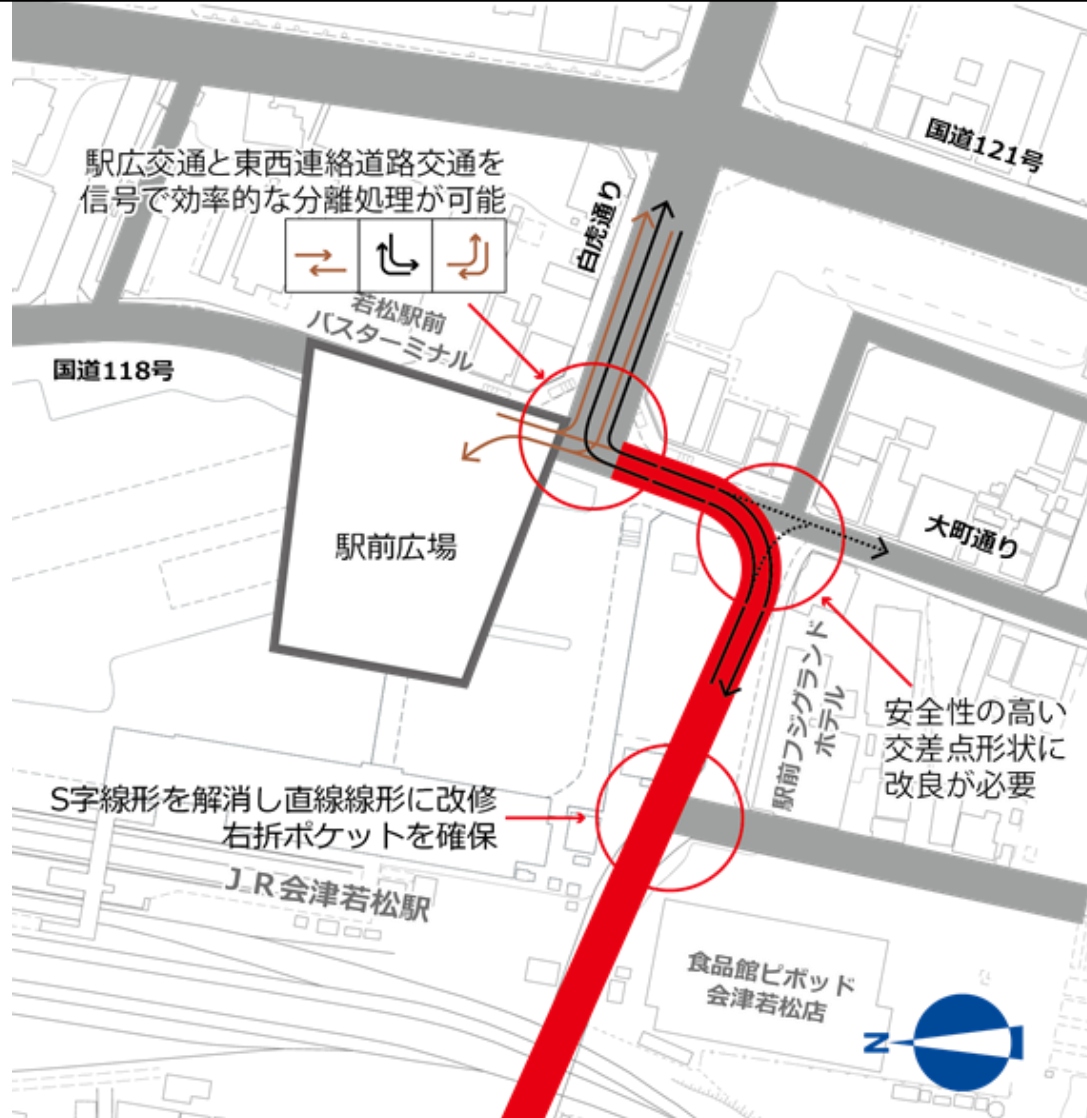 国道121号
駅広交通と東西連絡道路交通を
信号で効率的な分離処理が可能
白虎通り
若松駅前
バスターミナル
国道118号
駅前広場
大町通り
駅前フジグランド
ホテル
安全性の高い
交差点形状に
改良が必要
S字線形を解消し直線線形に改修
右折ポケットを確保
JR会津若松駅
食品館ピボッド
会津若松店
N